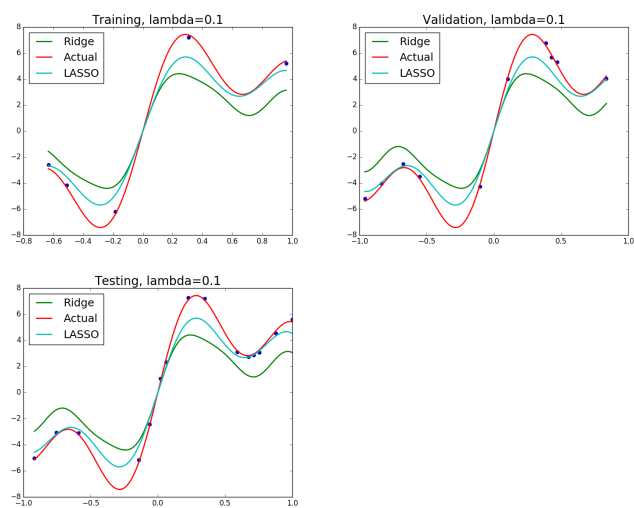 Training, lambda=0.1
8
6
4
2
0
−2
−4
−6
−8
−0.8 −0.6 −0.4 −0.2 0.0 0.2 0.4 0.6 0.8 1.0
Ridge
Actual
LASSO
Validation, lambda=0.1
8
6
4
2
0
−2
−4
−6
−8
−1.0 −0.5 0.0 0.5 1.0
Ridge
Actual
LASSO
Testing, lambda=0.1
8
6
4
2
0
−2
−4
−6
−8
−1.0 −0.5 0.0 0.5 1.0
Ridge
Actual
LASSO